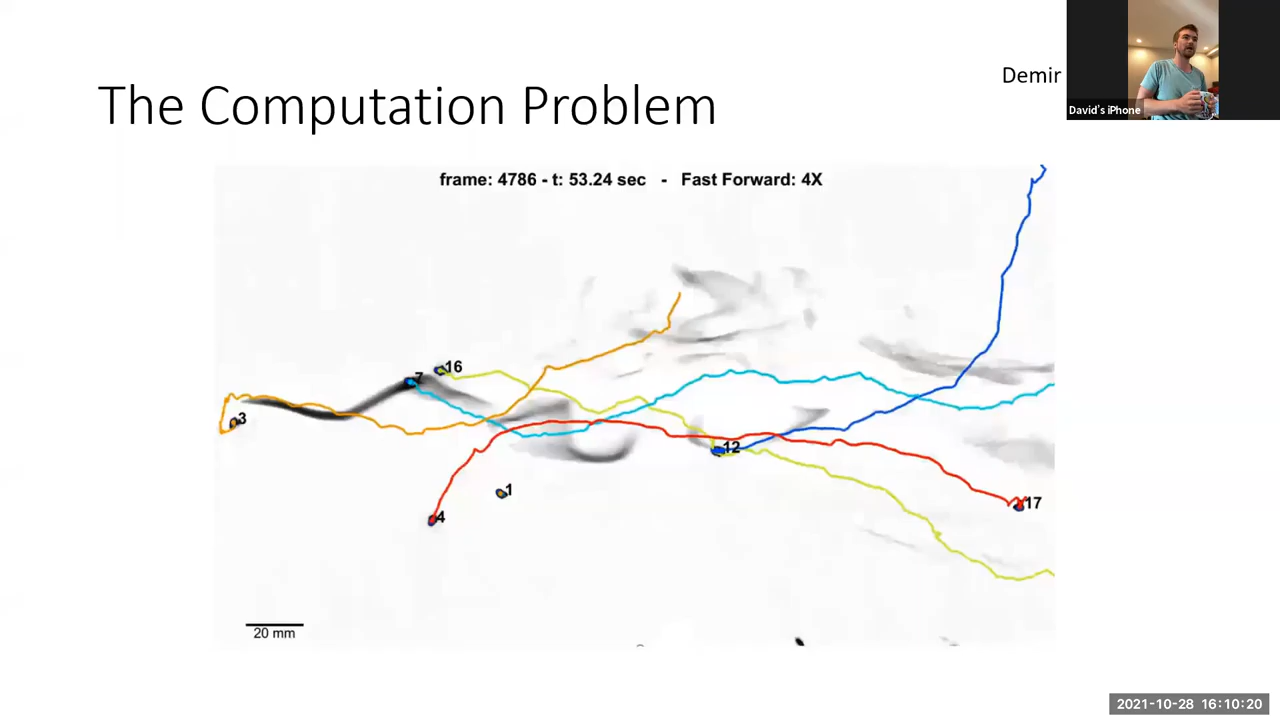 Demir
David's iPhone
The Computation Problem
frame: 4786 - t: 53.24 sec - Fast Forward: 4X
16
7
3
12
1
17
4
20 mm
2021-10-28 16:10:20